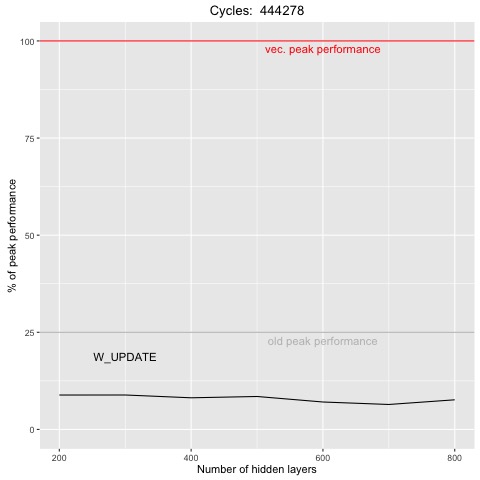 Cycles: 444278
100
vec. peak performance
75
% of peak performance
50
25
old peak performance
W_UPDATE
0
200 400 600 800
Number of hidden layers